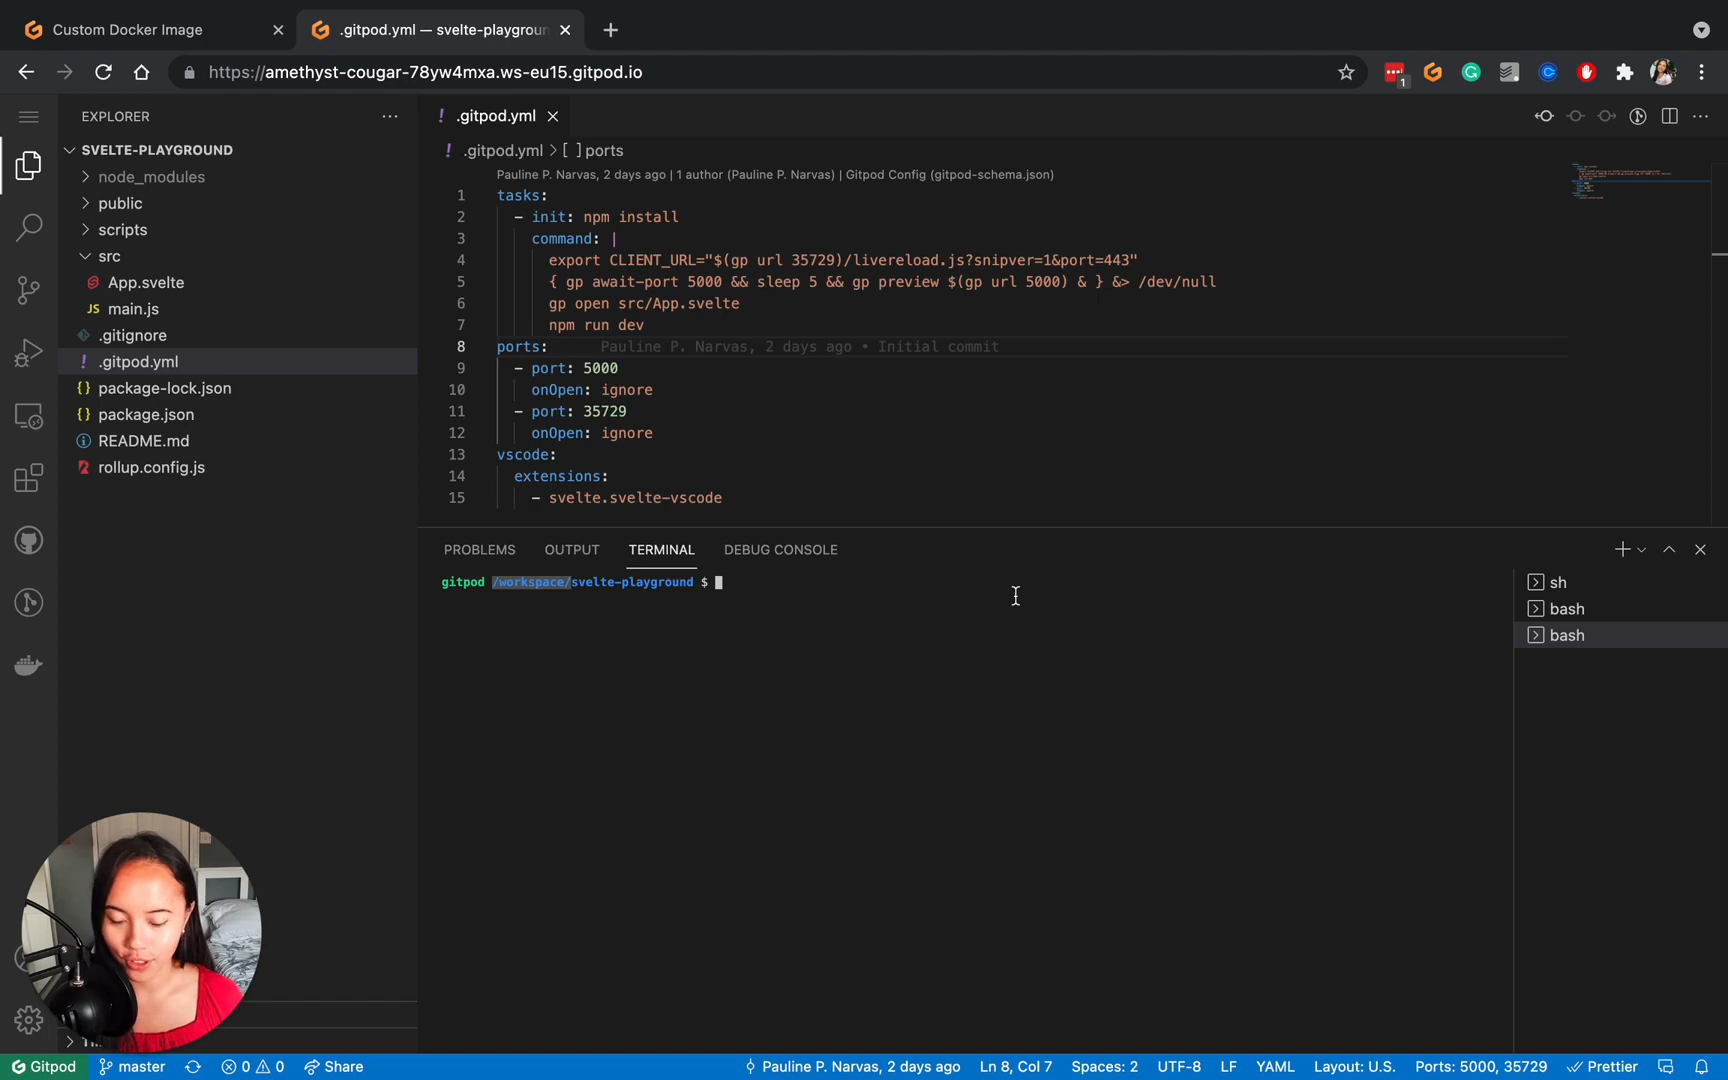 Custom Docker Image
.gitpod.yml — svelte-playgroun
https://amethyst-cougar-78yw4mxa.ws-eu15.gitpod.io
1
EXPLORER
SVELTE-PLAYGROUND
node_modules
public
scripts
src
App.svelte
JS main.js
.gitignore
! .gitpod.yml
{} package-lock.json
{} package.json
README.md
rollup.config.js
! .gitpod.yml
! .gitpod.yml > [ ] ports
Pauline P. Narvas, 2 days ago | 1 author (Pauline P. Narvas) | Gitpod Config (gitpod-schema.json)
1 tasks:
2 - init: npm install
3 command: |
4 export CLIENT_URL="$(gp url 35729)/livereload.js?snipver=1&port=443"
5 { gp await-port 5000 && sleep 5 && gp preview $(gp url 5000) & } &> /dev/null
6 gp open src/App.svelte
7 npm run dev
8 ports: Pauline P. Narvas, 2 days ago • Initial commit
9 - port: 5000
10 onOpen: ignore
11 - port: 35729
12 onOpen: ignore
13 vscode:
14 extensions:
15 - svelte.svelte-vscode
PROBLEMS OUTPUT TERMINAL DEBUG CONSOLE
gitpod /workspace/svelte-playground $
sh
bash
bash
Gitpod master 0 0 Share Pauline P. Narvas, 2 days ago Ln 8, Col 7 Spaces: 2 UTF-8 LF YAML Layout: U.S. Ports: 5000, 35729 Prettier